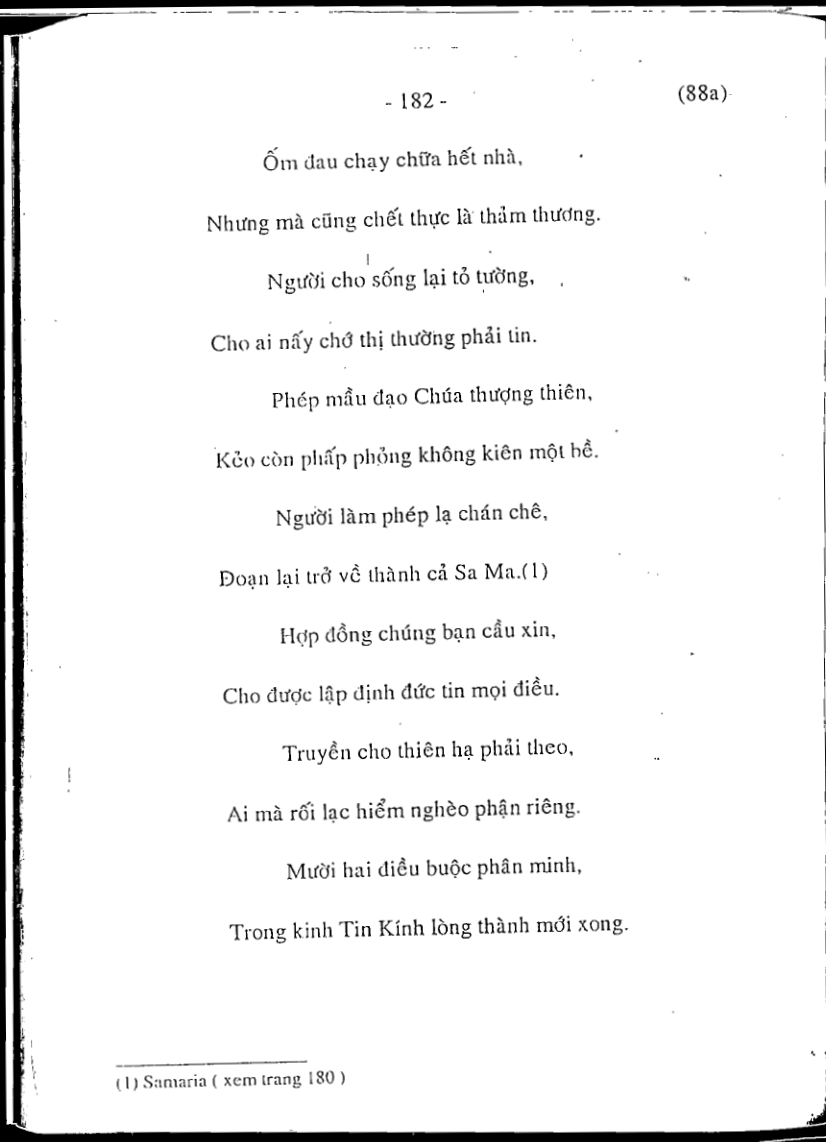 - 182 -
(88a)
Ốm đau chạy chữa hết nhà,
Nhưng mà cũng chết thực là thảm thương.
Người cho sống lại tỏ tường,
Cho ai nấy chớ thị thường phải tin.
Phép mầu đạo Chúa thượng thiên,
Kẻo còn phấp phỏng không kiên một bề.
Người làm phép lạ chán chê,
Đoạn lại trở về thành cả Sa Ma.(1)
Hợp đồng chúng bạn cầu xin,
Cho được lập định đức tin mọi điều.
Truyền cho thiên hạ phải theo,
Ai mà rối lạc hiểm nghèo phận riêng.
Mười hai điều buộc phân minh,
Trong kinh Tin Kính lòng thành mới xong.
(1) Samaria ( xem trang 180 )